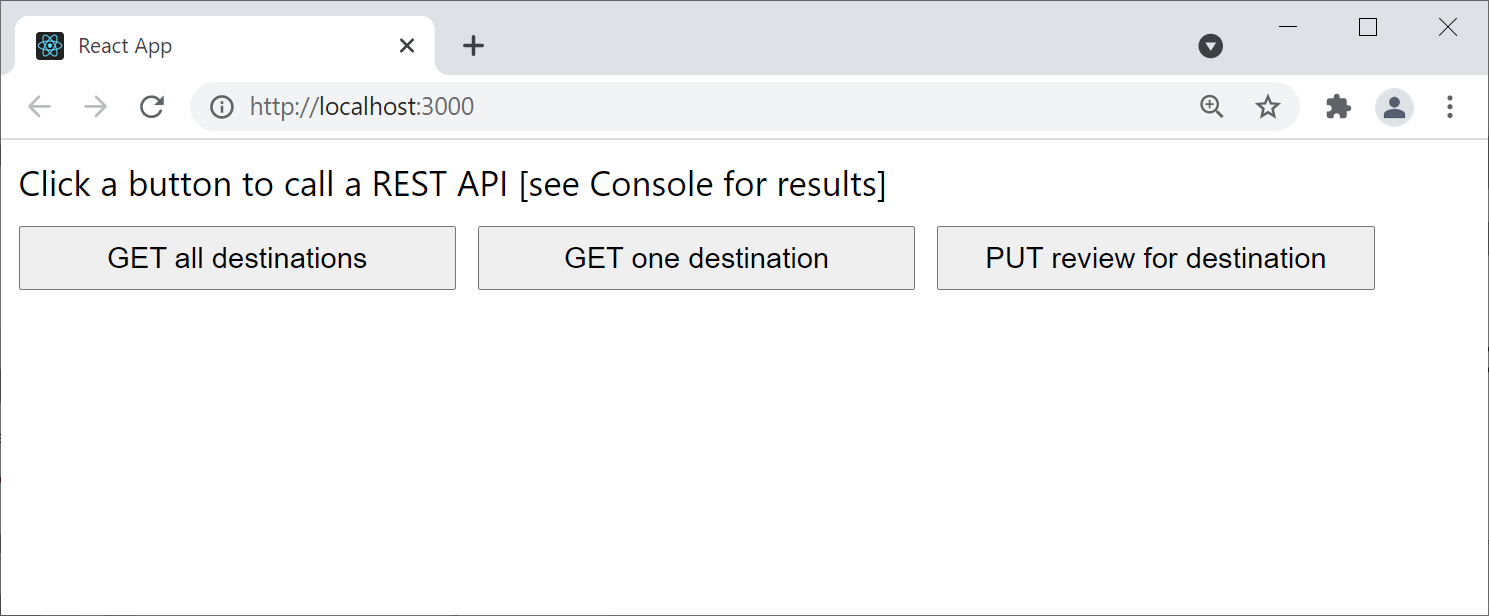 React App
http://localhost:3000
Click a button to call a REST API [see Console for results]
GET all destinations GET one destination PUT review for destination